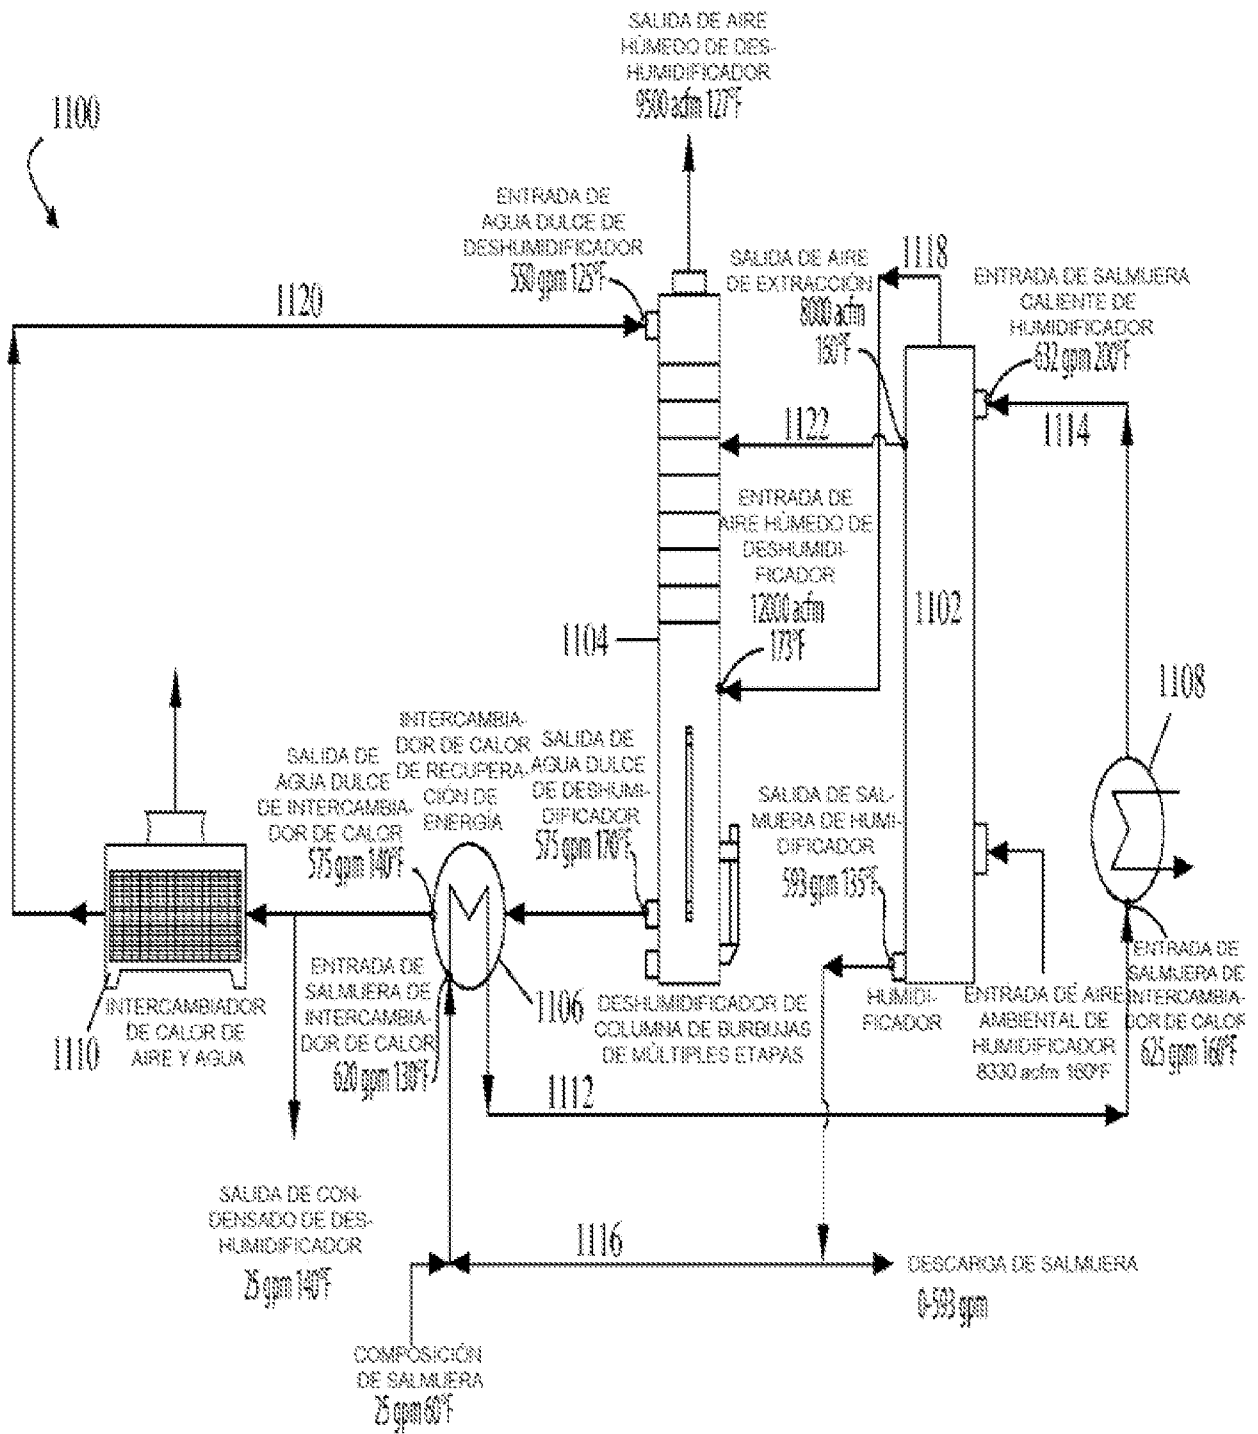 SALIDA DE AIRE
HÚMEDO DE DES-
HUMIDIFICADOR
9500 acfm 127°F
1100
ENTRADA DE
AGUA DULCE DE
DESHUMIDIFICADOR
550 gpm 125°F
SALIDA DE AIRE
DE EXTRACCIÓN
8000 acfm
160°F
1118
ENTRADA DE SALMUERA
CALIENTE DE
HUMIDIFICADOR
632 gpm 200°F
1120
1122
1114
ENTRADA DE
AIRE HÚMEDO DE
DESHUMIDI-
FICADOR
12000 acfm
173°F
1102
1104
1108
INTERCAMBIA-
DOR DE CALOR
DE RECUPERA-
CIÓN DE
ENERGÍA
SALIDA DE
AGUA DULCE
DE INTERCAMBIA-
DOR DE CALOR
575 gpm 140°F
SALIDA DE
AGUA DULCE
DE DESHUMI-
DIFICADOR
575 gpm 170°F
SALIDA DE SAL-
MUERA DE HUMI-
DIFICADOR
593 gpm 135°F
ENTRADA DE
SALMUERA DE
INTERCAMBIA-
DOR DE CALOR
620 gpm 130°F
1106
1110
INTERCAMBIADOR
DE CALOR DE
AIRE Y AGUA
DESHUMIDIFICADOR DE
COLUMNA DE BURBUJAS
DE MÚLTIPLES ETAPAS
HUMIDI-
FICADOR
ENTRADA DE AIRE
AMBIENTAL DE
HUMIDIFICADOR
8330 acfm 160°F
ENTRADA DE
SALMUERA DE
INTERCAMBIA-
DOR DE CALOR
625 gpm 160°F
1112
SALIDA DE CON-
DENSADO DE DES-
HUMIDIFICADOR
25 gpm 140°F
1116
DESCARGA DE SALMUERA
0-593 gpm
COMPOSICIÓN
DE SALMUERA
25 gpm 60°F